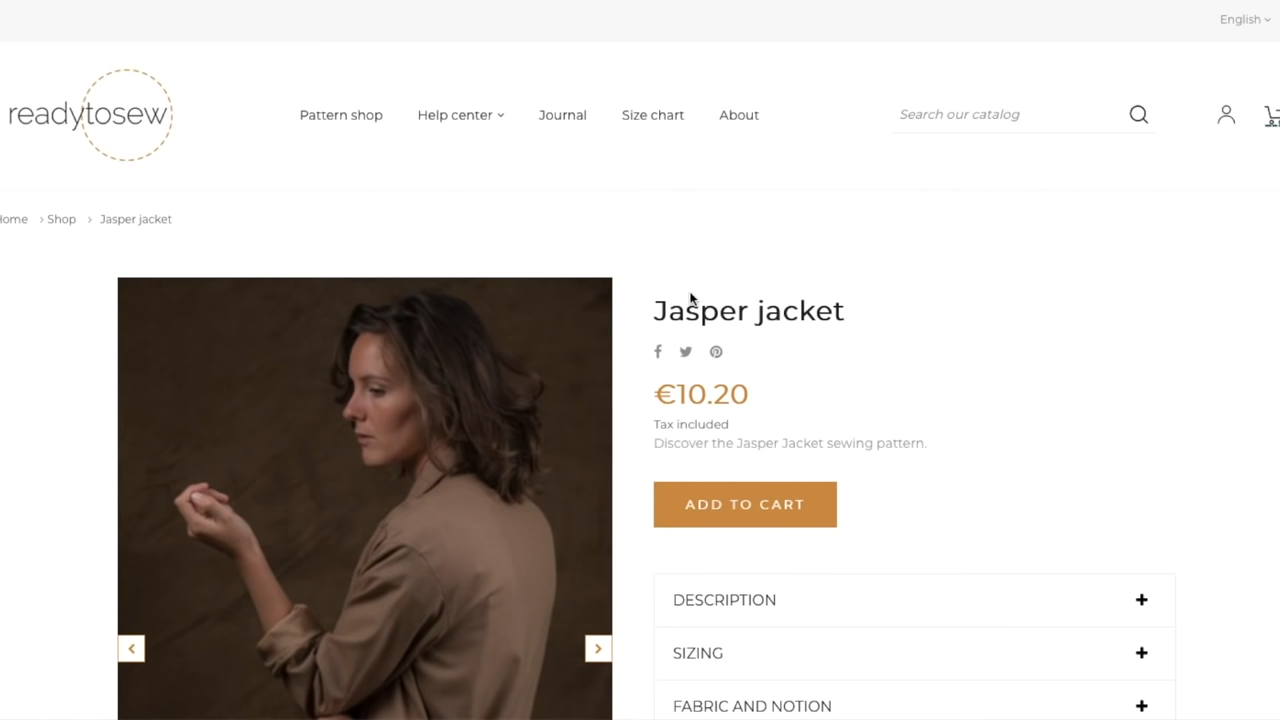 English
readytosew
Pattern shop Help center Journal Size chart About
Search our catalog
Home > Shop > Jasper jacket
Jasper jacket
€10.20
Tax included
Discover the Jasper Jacket sewing pattern.
ADD TO CART
DESCRIPTION
SIZING
FABRIC AND NOTION